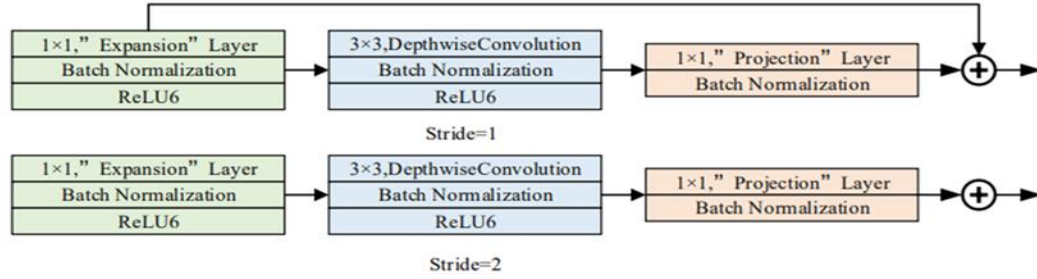 1×1,” Expansion” Layer
Batch Normalization
ReLU6
3×3,DepthwiseConvolution
Batch Normalization
ReLU6
1×1,” Projection” Layer
Batch Normalization
Stride=1
1×1,” Expansion” Layer
Batch Normalization
ReLU6
3×3,DepthwiseConvolution
Batch Normalization
ReLU6
1×1,” Projection” Layer
Batch Normalization
Stride=2